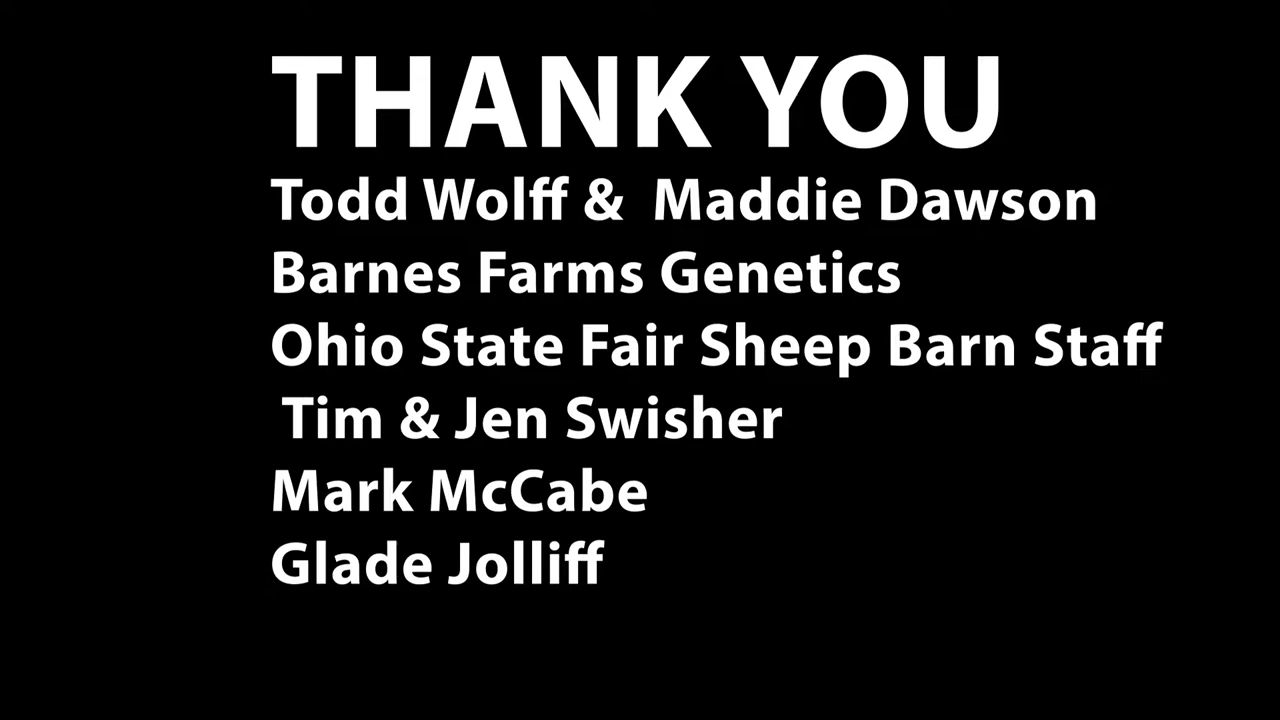 THANK YOU
Todd Wolff & Maddie Dawson
Barnes Farms Genetics
Ohio State Fair Sheep Barn Staff
Tim & Jen Swisher
Mark McCabe
Glade Jolliff